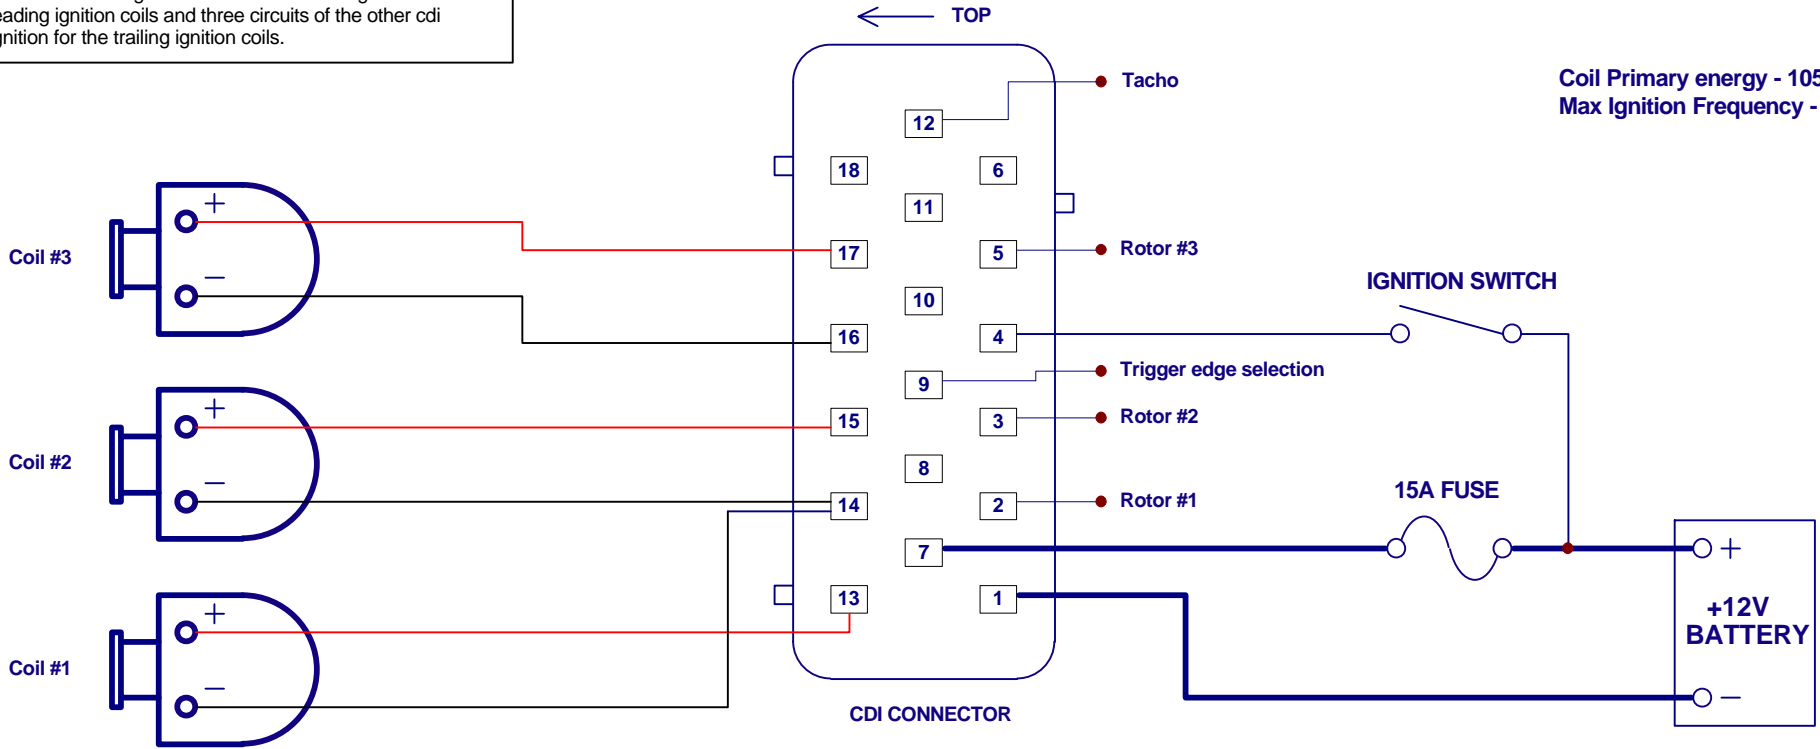 eading ignition coils and three circuits of the other cdi
gnition for the trailing ignition coils.
TOP
Coil Primary energy - 105
Max Ignition Frequency -
Tacho
12
18
6
11
Coil #3
+
−
17
5
Rotor #3
10
IGNITION SWITCH
16
4
9
Trigger edge selection
Coil #2
+
−
15
3
Rotor #2
8
14
2
Rotor #1
15A FUSE
7
13
1
Coil #1
+
−
+
+12V
BATTERY
−
CDI CONNECTOR